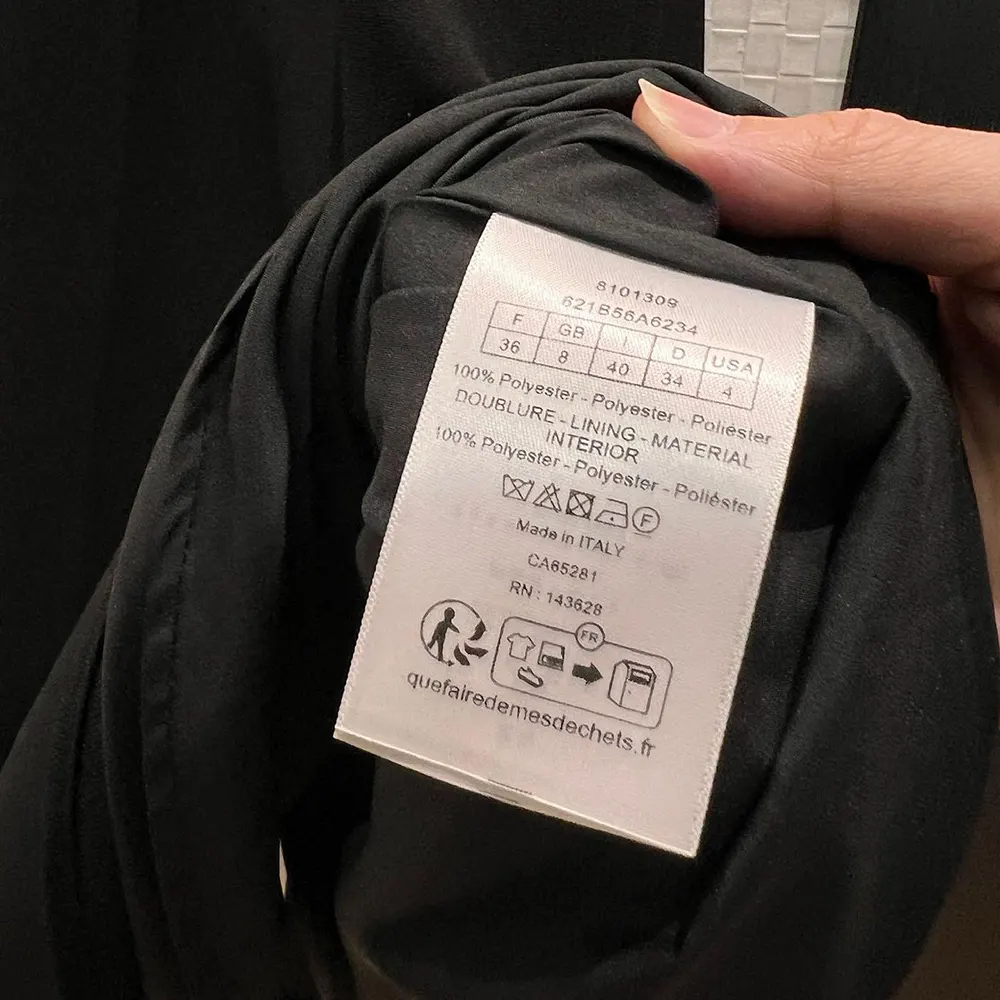 8101309
621B56A6234
F GB I D USA
36 8 40 34 4
100% Polyester - Polyester - Poliéster
DOUBLURE - LINING - MATERIAL
INTERIOR
100% Polyester - Polyester - Poliéster
F
Made in ITALY
CA65281
RN : 143628
FR
quefairedemesdechets.fr